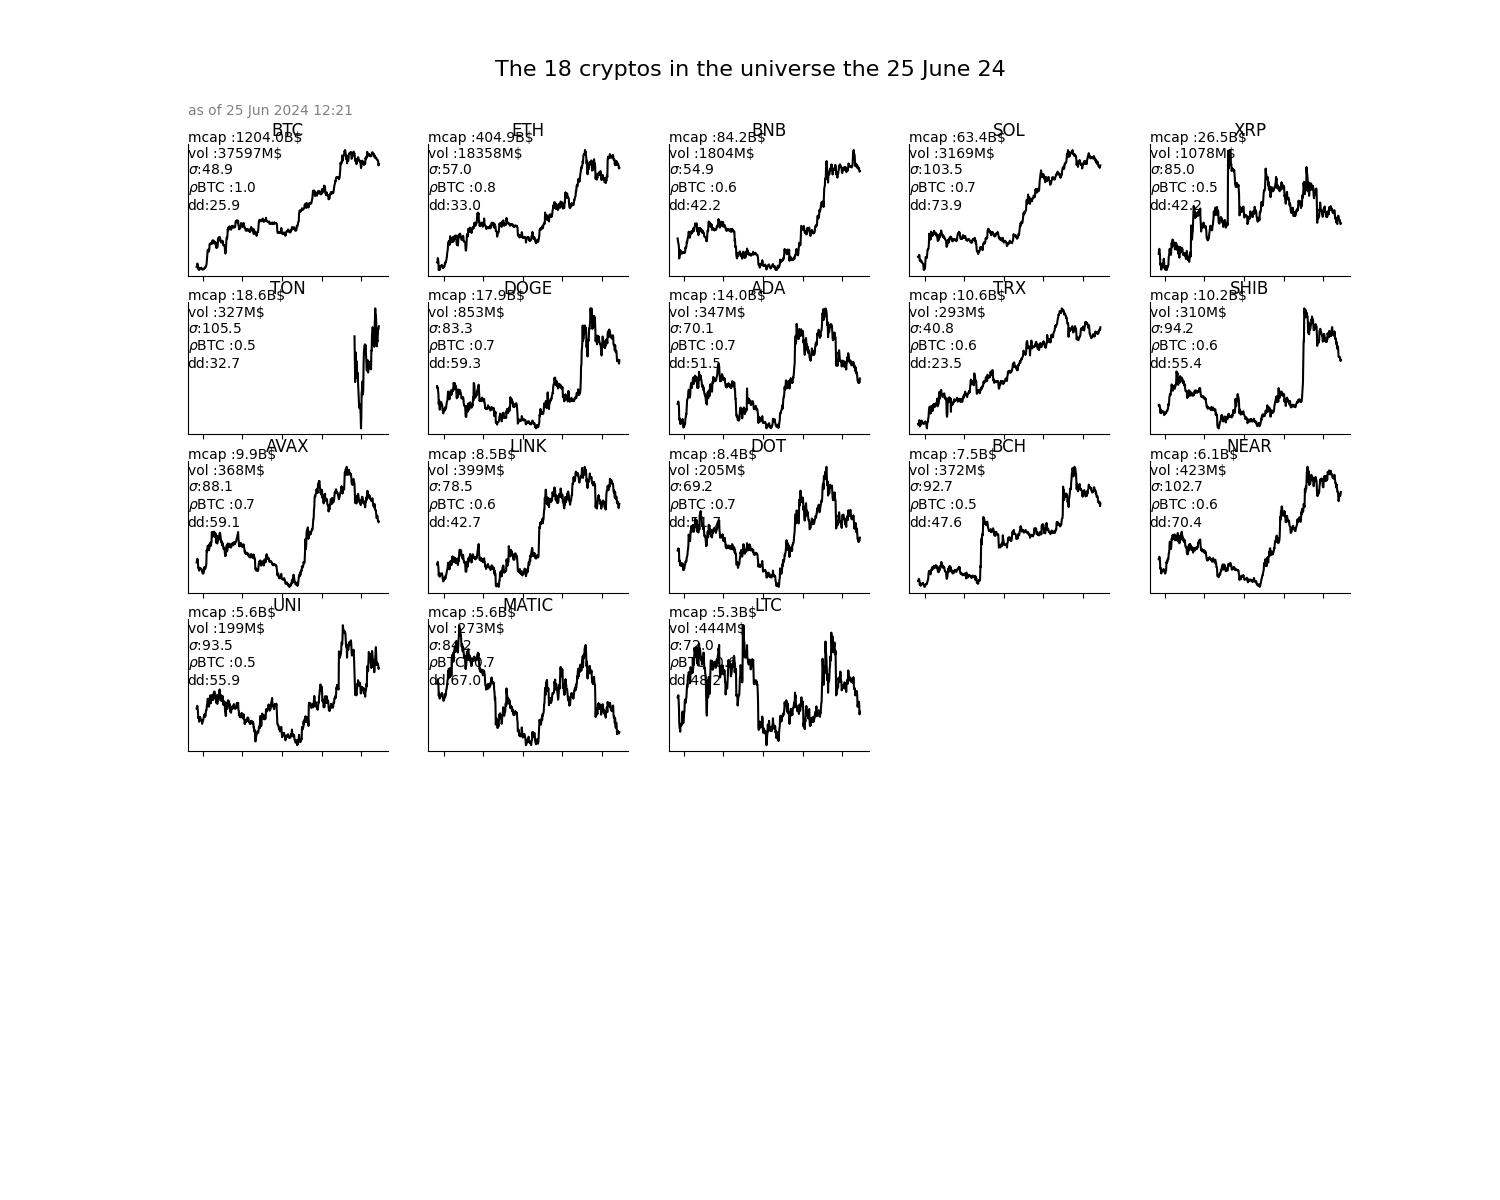 The 18 cryptos in the universe the 25 June 24
as of 25 Jun 2024 12:21
BTC
mcap :1204.0B$
vol :37597M$
σ:48.9
ρBTC :1.0
dd:25.9
ETH
mcap :404.9B$
vol :18358M$
σ:57.0
ρBTC :0.8
dd:33.0
BNB
mcap :84.2B$
vol :1804M$
σ:54.9
ρBTC :0.6
dd:42.2
SOL
mcap :63.4B$
vol :3169M$
σ:103.5
ρBTC :0.7
dd:73.9
XRP
mcap :26.5B$
vol :1078M$
σ:85.0
ρBTC :0.5
dd:42.2
TON
mcap :18.6B$
vol :327M$
σ:105.5
ρBTC :0.5
dd:32.7
DOGE
mcap :17.9B$
vol :853M$
σ:83.3
ρBTC :0.7
dd:59.3
ADA
mcap :14.0B$
vol :347M$
σ:70.1
ρBTC :0.7
dd:51.5
TRX
mcap :10.6B$
vol :293M$
σ:40.8
ρBTC :0.6
dd:23.5
SHIB
mcap :10.2B$
vol :310M$
σ:94.2
ρBTC :0.6
dd:55.4
AVAX
mcap :9.9B$
vol :368M$
σ:88.1
ρBTC :0.7
dd:59.1
LINK
mcap :8.5B$
vol :399M$
σ:78.5
ρBTC :0.6
dd:42.7
DOT
mcap :8.4B$
vol :205M$
σ:69.2
ρBTC :0.7
BCH
mcap :7.5B$
vol :372M$
σ:92.7
ρBTC :0.5
dd:47.6
NEAR
mcap :6.1B$
vol :423M$
σ:102.7
ρBTC :0.6
dd:70.4
UNI
mcap :5.6B$
vol :199M$
σ:93.5
ρBTC :0.5
dd:55.9
MATIC
mcap :5.6B$
vol :273M$
σ:84.2
ρBTC :0.7
dd:67.0
LTC
mcap :5.3B$
vol :444M$
σ:72.0
ρBTC
dd:48.2